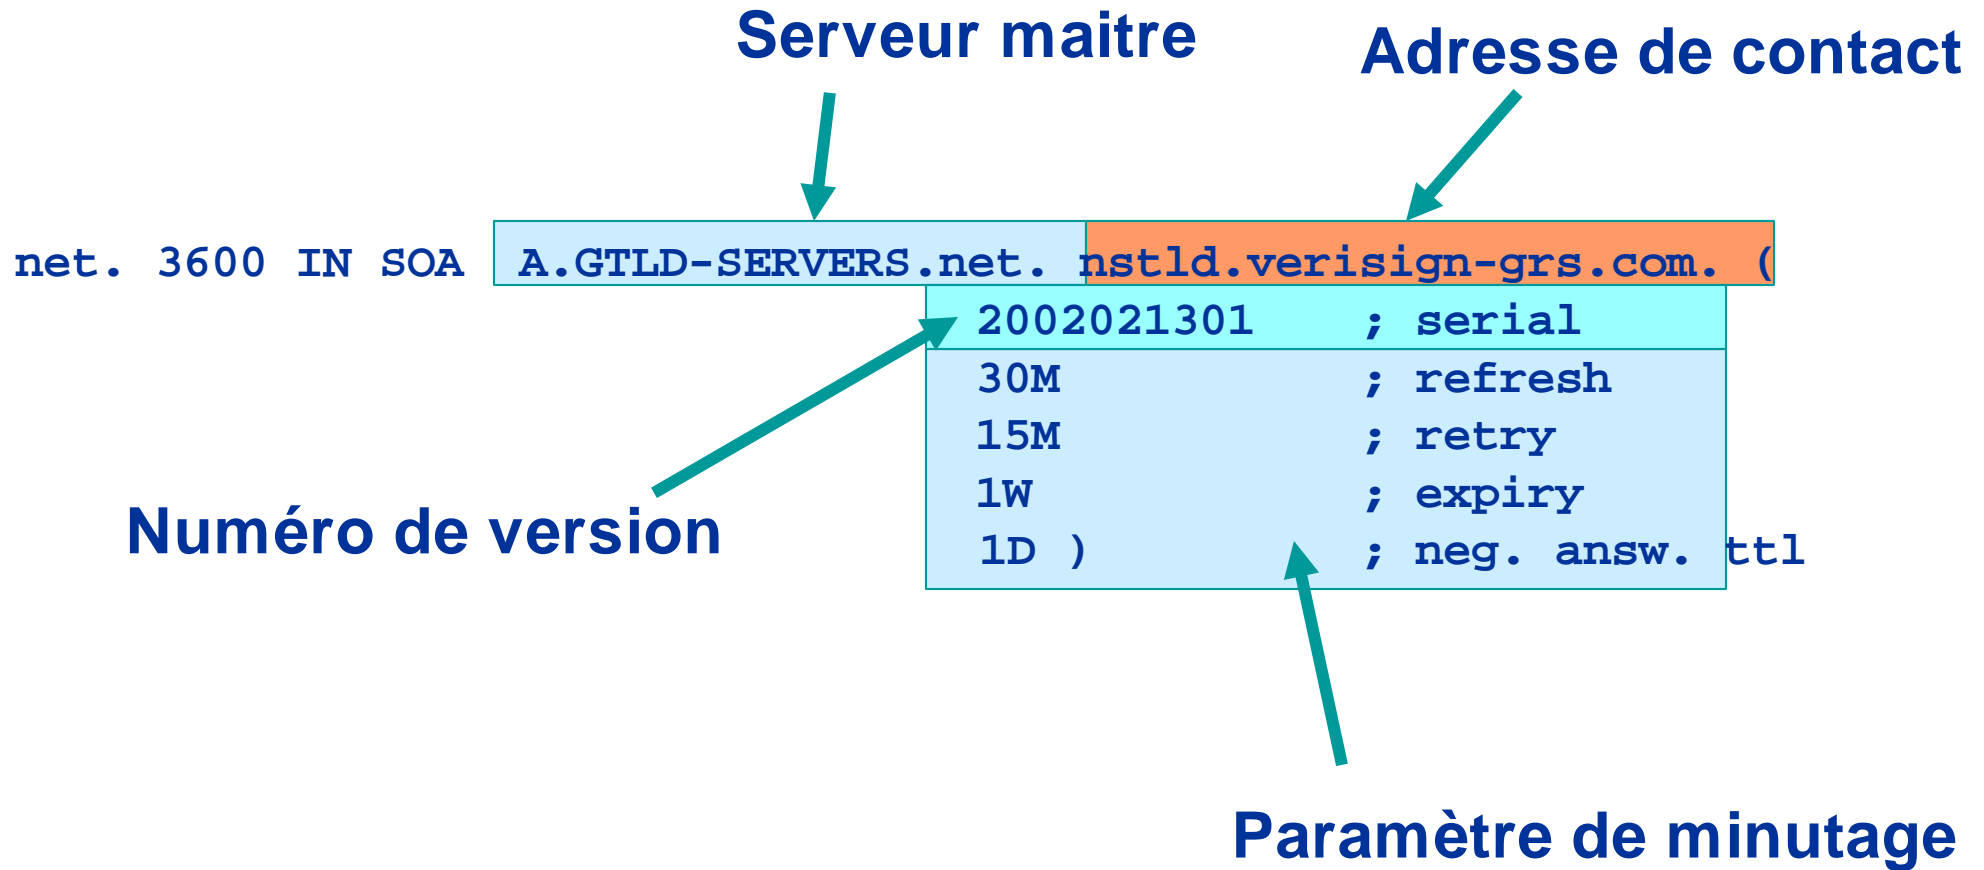 Serveur maitre
Adresse de contact
net. 3600 IN SOA A.GTLD-SERVERS.net. nstld.verisign-grs.com. (
2002021301 ; serial
30M ; refresh
15M ; retry
1W ; expiry
1D ) ; neg. answ. ttl
Numéro de version
Paramètre de minutage